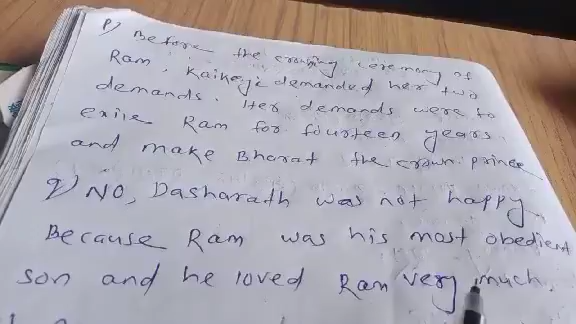 P) Before the crowning ceremony of
Ram, Kaikeyi demanded her two
demands. Her demands were to
exile Ram for fourteen years
and make Bharat the crown prince
q) NO, Dasharath was not happy.
Because Ram was his most obedient
son and he loved Ram very much.